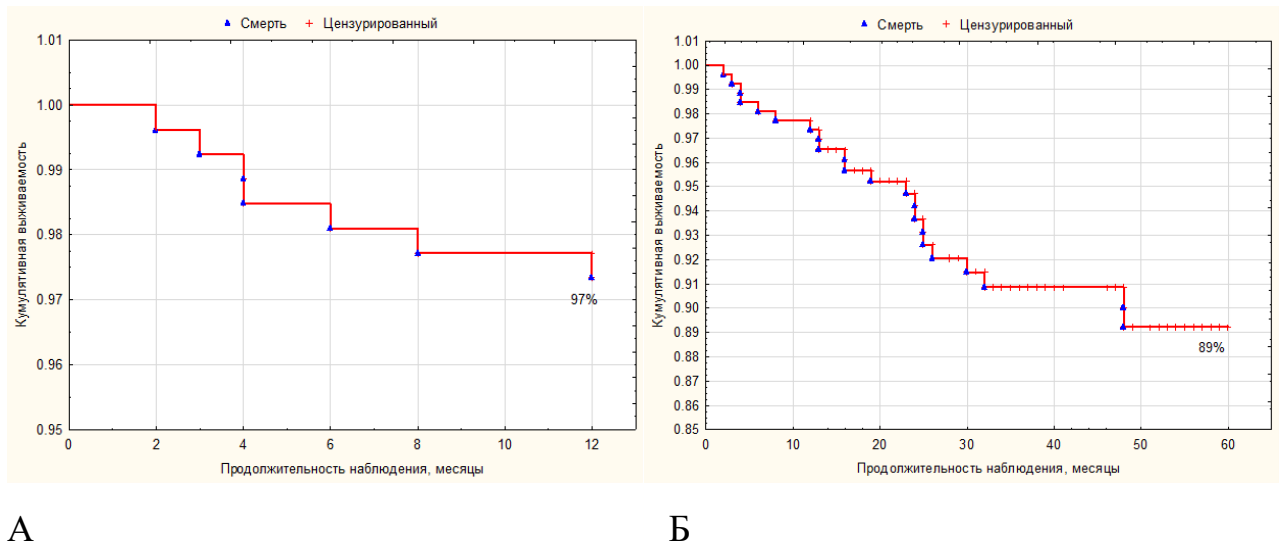 Смерть Цензурированный
1.01
1.00
0.99
0.98
0.97
0.96
0.95
Кумулятивная выживаемость
97%
0 2 4 6 8 10 12
Продолжительность наблюдения, месяцы
А
Смерть Цензурированный
1.01
1.00
0.99
0.98
0.97
0.96
0.95
0.94
0.93
0.92
0.91
0.90
0.89
0.88
0.87
0.86
0.85
Кумулятивная выживаемость
89%
0 10 20 30 40 50 60
Продолжительность наблюдения, месяцы
Б